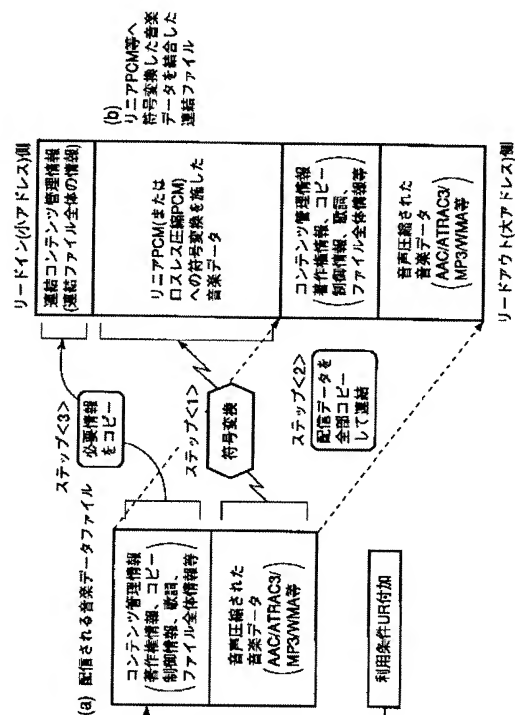 (a) 配信される音楽データファイル
コンテンツ管理情報
(著作権情報、コピー
制御情報、歌詞、
ファイル全体情報等)
音声圧縮された
音楽データ
(AAC/ATRAC3/
MP3/WMA等)
利用条件UR付加
ステップ<3>
必要情報
をコピー
ステップ<1>
符号変換
ステップ<2>
配信データを
全部コピー
して連結
リードイン(小アドレス)側
連結コンテンツ管理情報
(連結ファイル全体の情報)
リニアPCM(または
ロスレス圧縮PCM)
への符号変換を施した
音楽データ
コンテンツ管理情報
(著作権情報、コピー
制御情報、歌詞、
ファイル全体情報等)
音声圧縮された
音楽データ
(AAC/ATRAC3/
MP3/WMA等)
リードアウト(大アドレス)側
(b)
リニアPCM等へ
符号変換した音楽
データを結合した
連結ファイル